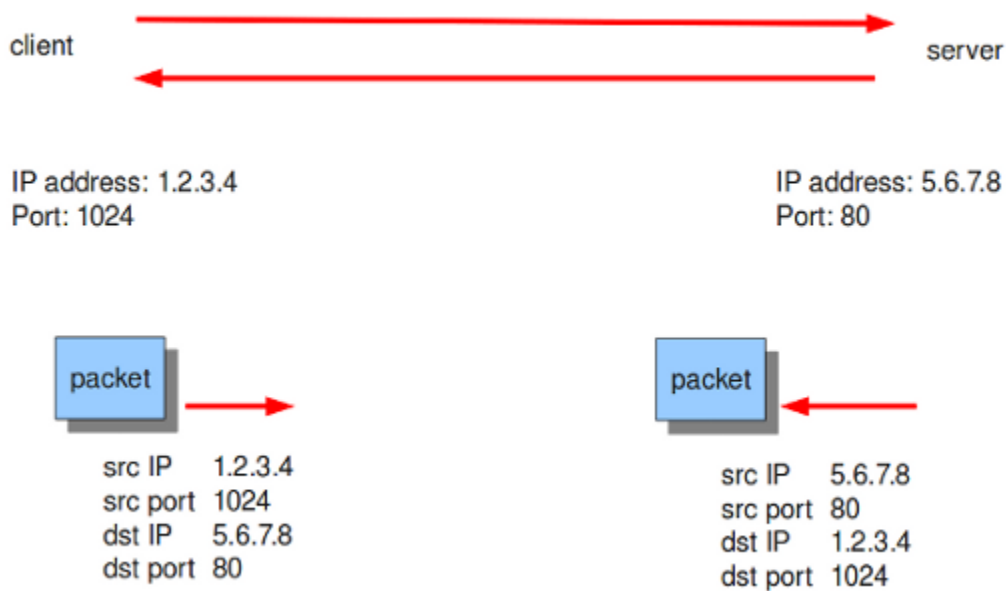 client
server
IP address: 1.2.3.4
Port: 1024
IP address: 5.6.7.8
Port: 80
packet
src IP 1.2.3.4
src port 1024
dst IP 5.6.7.8
dst port 80
packet
src IP 5.6.7.8
src port 80
dst IP 1.2.3.4
dst port 1024